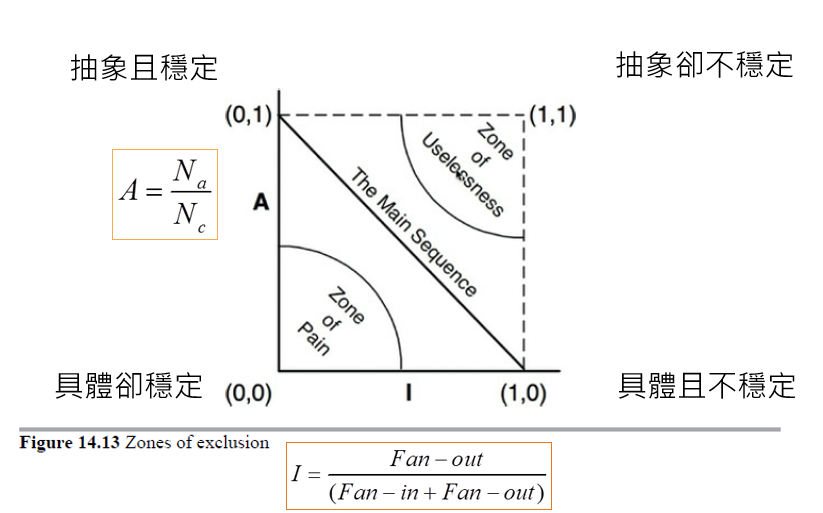 抽象且穩定
抽象卻不穩定
(0,1)
(1,1)
Zone
of
Uselessness
A = N_a / N_c
A
The Main Sequence
Zone
of
Pain
具體卻穩定
(0,0)
I
(1,0)
具體且不穩定
Figure 14.13 Zones of exclusion
I = Fan – out / (Fan – in + Fan – out)